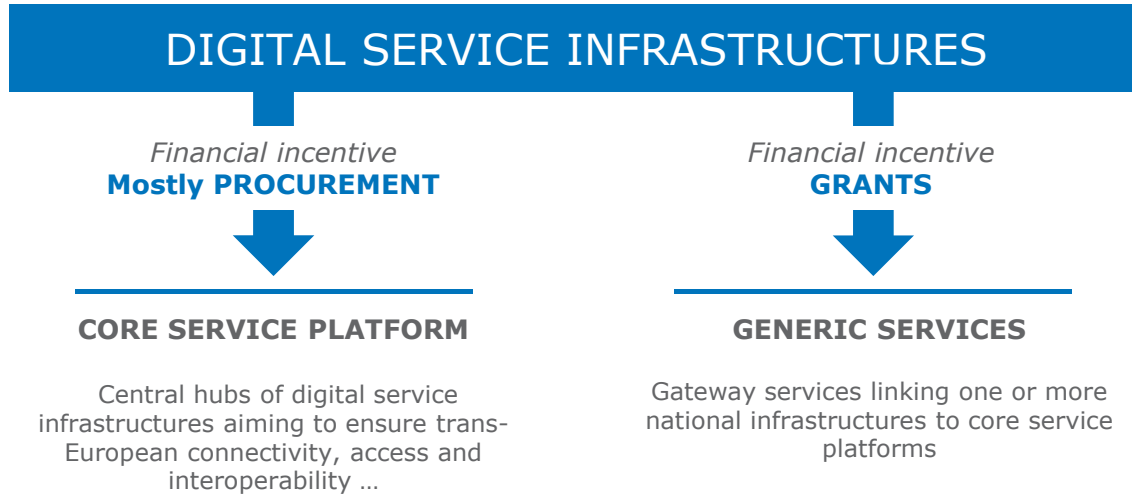 DIGITAL SERVICE INFRASTRUCTURES
Financial incentive
Mostly PROCUREMENT
CORE SERVICE PLATFORM
Central hubs of digital service
infrastructures aiming to ensure trans-
European connectivity, access and
interoperability …
Financial incentive
GRANTS
GENERIC SERVICES
Gateway services linking one or more
national infrastructures to core service
platforms